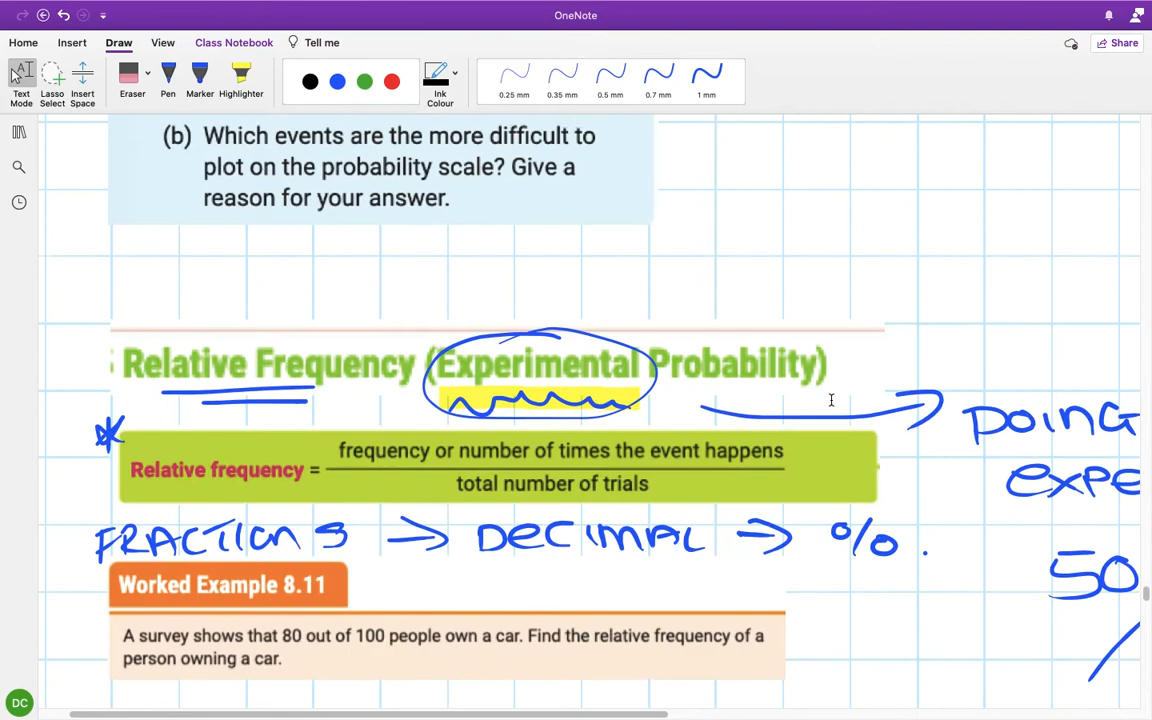 OneNote
Home Insert Draw View Class Notebook Tell me Share
Text Mode
Lasso Select
Insert Space
Eraser
Pen
Marker
Highlighter
Ink Colour
0.25 mm
0.35 mm
0.5 mm
0.7 mm
1 mm
(b) Which events are the more difficult to
plot on the probability scale? Give a
reason for your answer.
Relative Frequency (Experimental Probability)
DOING
EXPE
Relative frequency = frequency or number of times the event happens
total number of trials
FRACTIONS → DECIMAL → % .
50
Worked Example 8.11
A survey shows that 80 out of 100 people own a car. Find the relative frequency of a
person owning a car.
DC